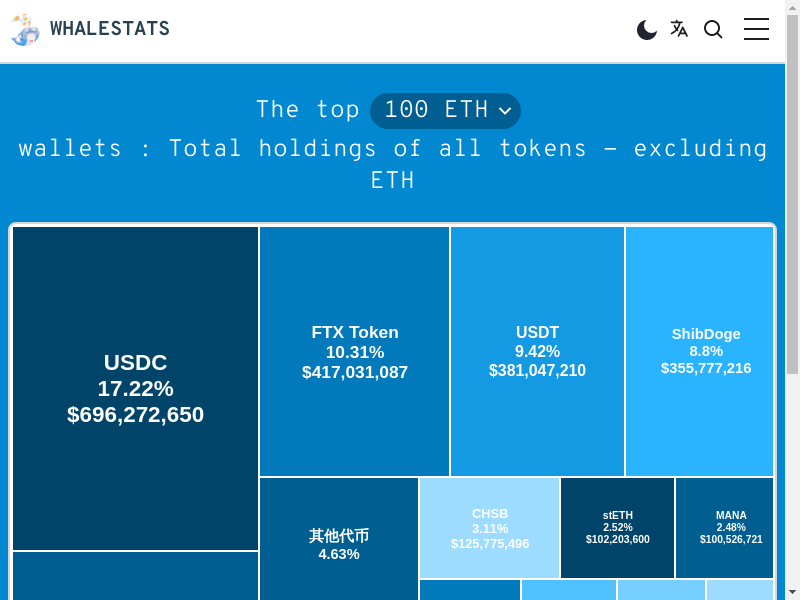 WHALESTATS
The top 100 ETH
wallets : Total holdings of all tokens – excluding
ETH
USDC
17.22%
$696,272,650
FTX Token
10.31%
$417,031,087
USDT
9.42%
$381,047,210
ShibDoge
8.8%
$355,777,216
其他代币
4.63%
CHSB
3.11%
$125,775,496
stETH
2.52%
$102,203,600
MANA
2.48%
$100,526,721